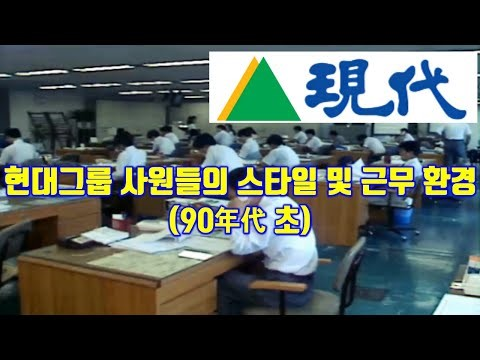 現代
현대그룹 사원들의 스타일 및 근무 환경
(90年代 초)